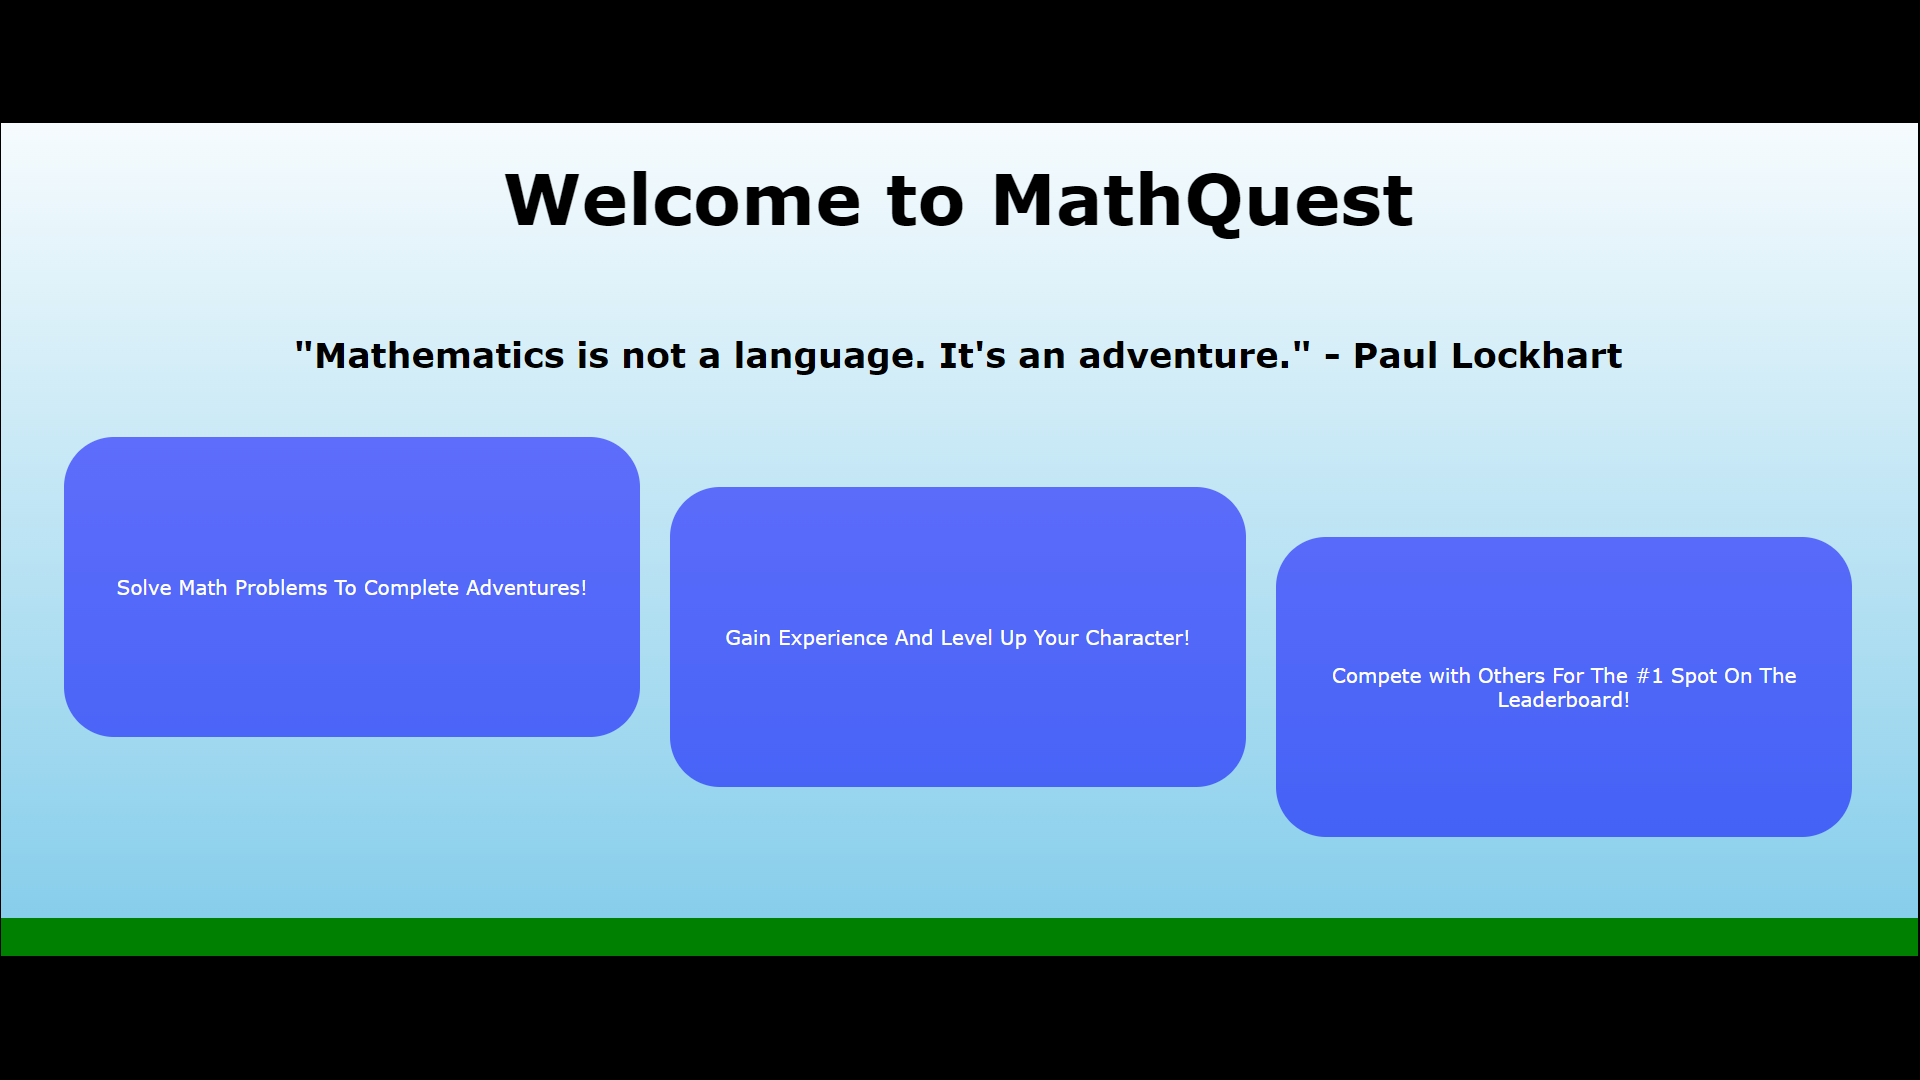 Welcome to MathQuest
"Mathematics is not a language. It's an adventure." - Paul Lockhart
Solve Math Problems To Complete Adventures!
Gain Experience And Level Up Your Character!
Compete with Others For The #1 Spot On The
Leaderboard!